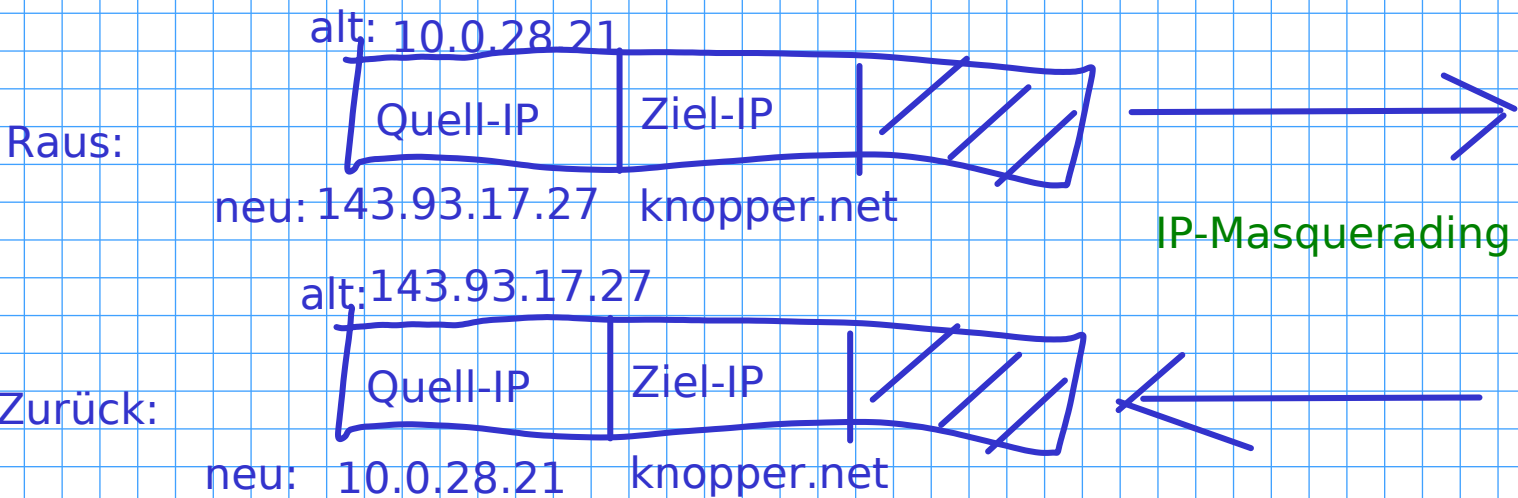 alt: 10.0.28.21
Quell-IP Ziel-IP
Raus:
neu: 143.93.17.27 knopper.net
IP-Masquerading
alt: 143.93.17.27
Quell-IP Ziel-IP
Zurück:
neu: 10.0.28.21 knopper.net